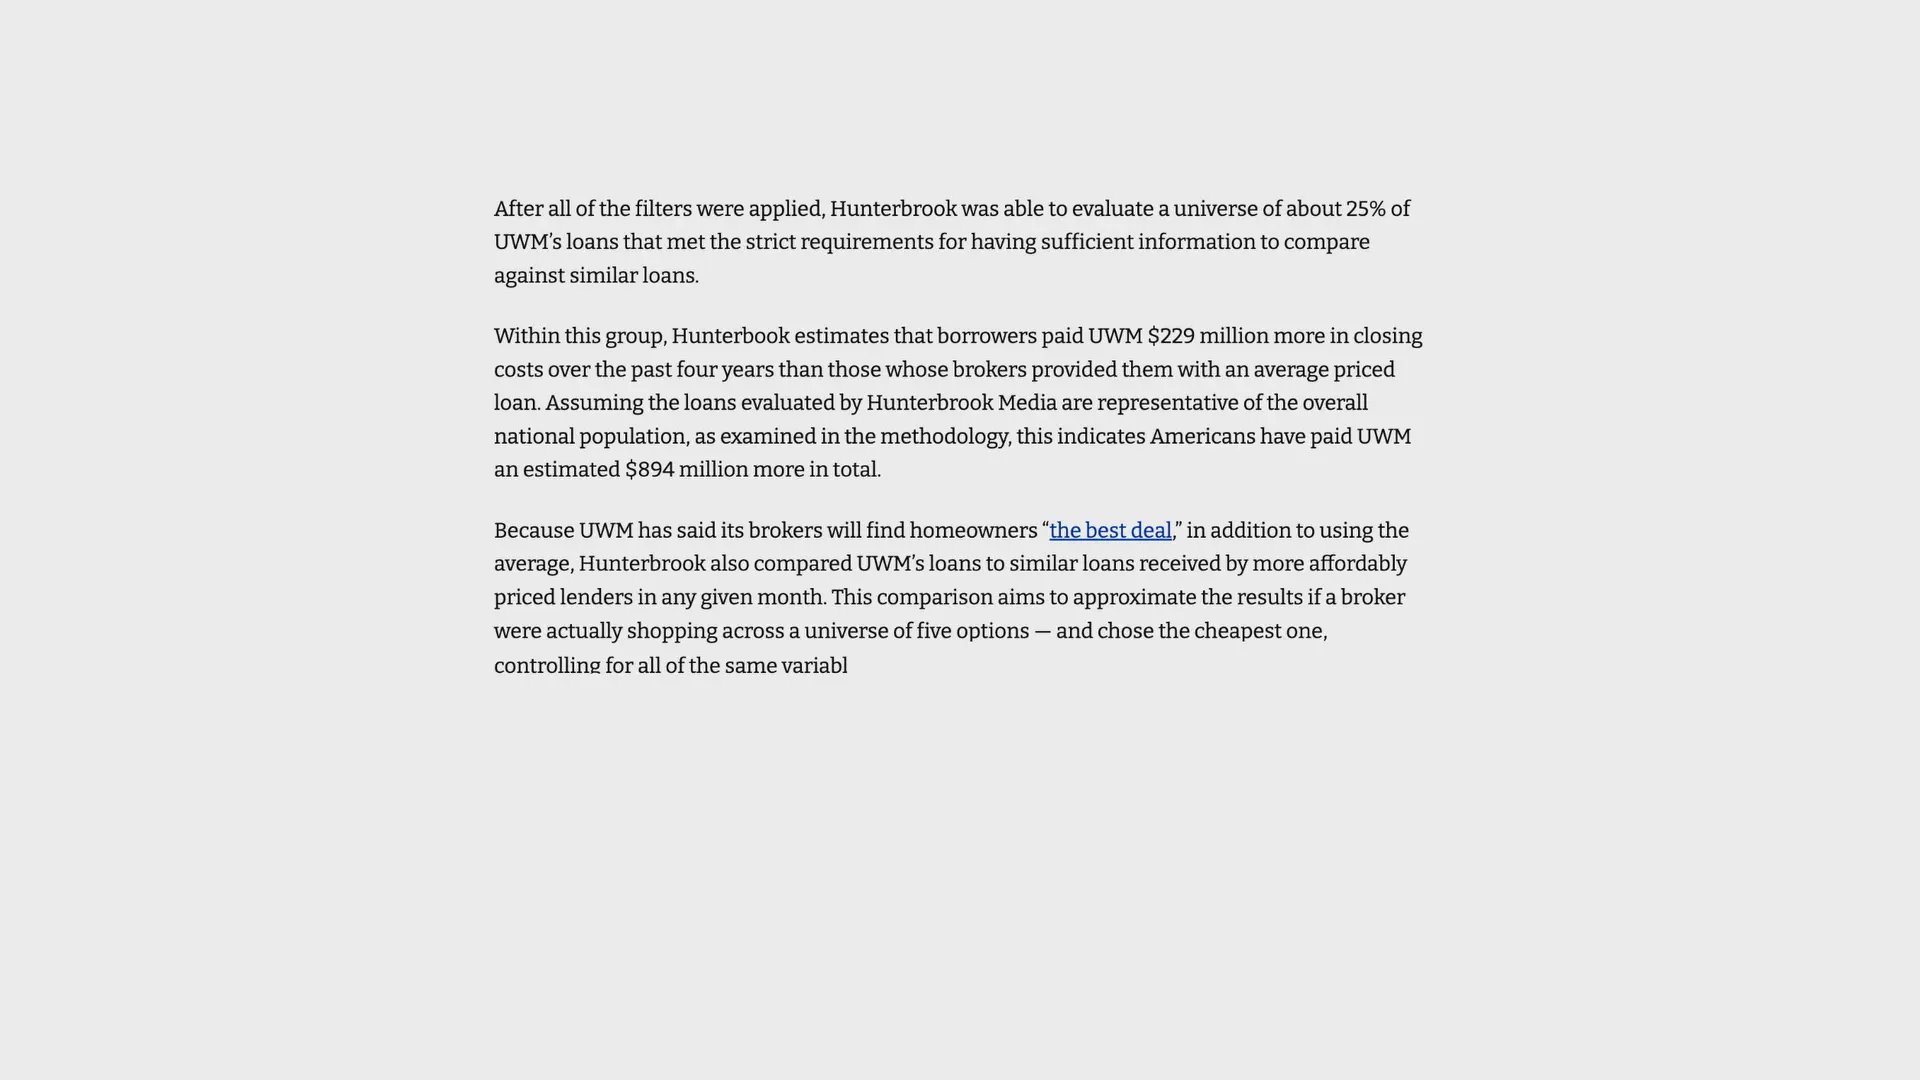 After all of the filters were applied, Hunterbrook was able to evaluate a universe of about 25% of
UWM’s loans that met the strict requirements for having sufficient information to compare
against similar loans.
Within this group, Hunterbook estimates that borrowers paid UWM $229 million more in closing
costs over the past four years than those whose brokers provided them with an average priced
loan. Assuming the loans evaluated by Hunterbrook Media are representative of the overall
national population, as examined in the methodology, this indicates Americans have paid UWM
an estimated $894 million more in total.
Because UWM has said its brokers will find homeowners “the best deal,” in addition to using the
average, Hunterbrook also compared UWM’s loans to similar loans received by more affordably
priced lenders in any given month. This comparison aims to approximate the results if a broker
were actually shopping across a universe of five options — and chose the cheapest one,
controlling for all of the same variabl